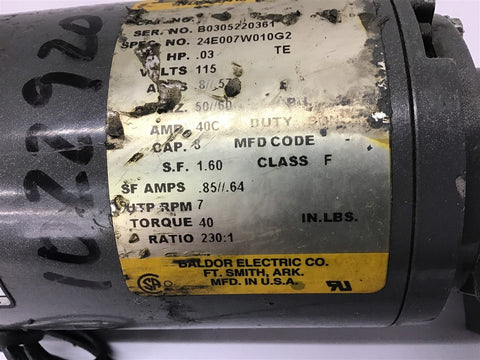 SER. NO. B0305220361
SPEC. NO. 24E007W010G2
HP. .03 TE
VOLTS 115
50//60
AMB 40C DUTY
CAP. 8 MFD CODE
S.F. 1.60 CLASS F
SF AMPS .85//.64
RPM 7
TORQUE 40 IN.LBS.
RATIO 230:1
BALDOR ELECTRIC CO.
FT. SMITH, ARK.
MFD. IN U.S.A.